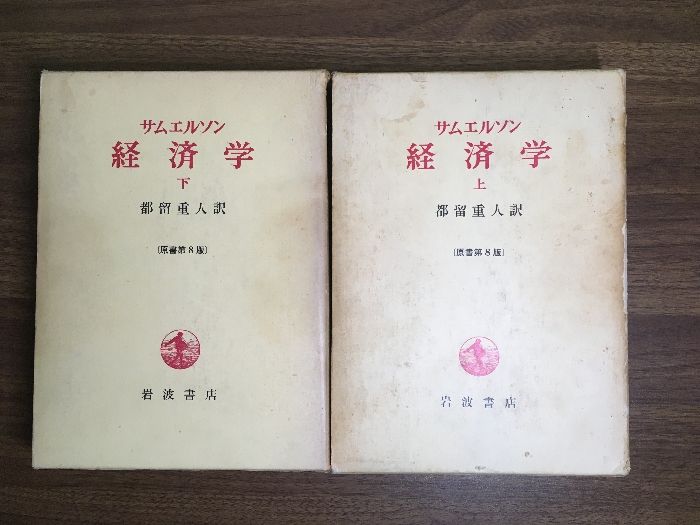 サムエルソン
経済学
下
都留重人訳
〔原書第8版〕
岩波書店
サムエルソン
経済学
上
都留重人訳
〔原書第8版〕
岩波書店